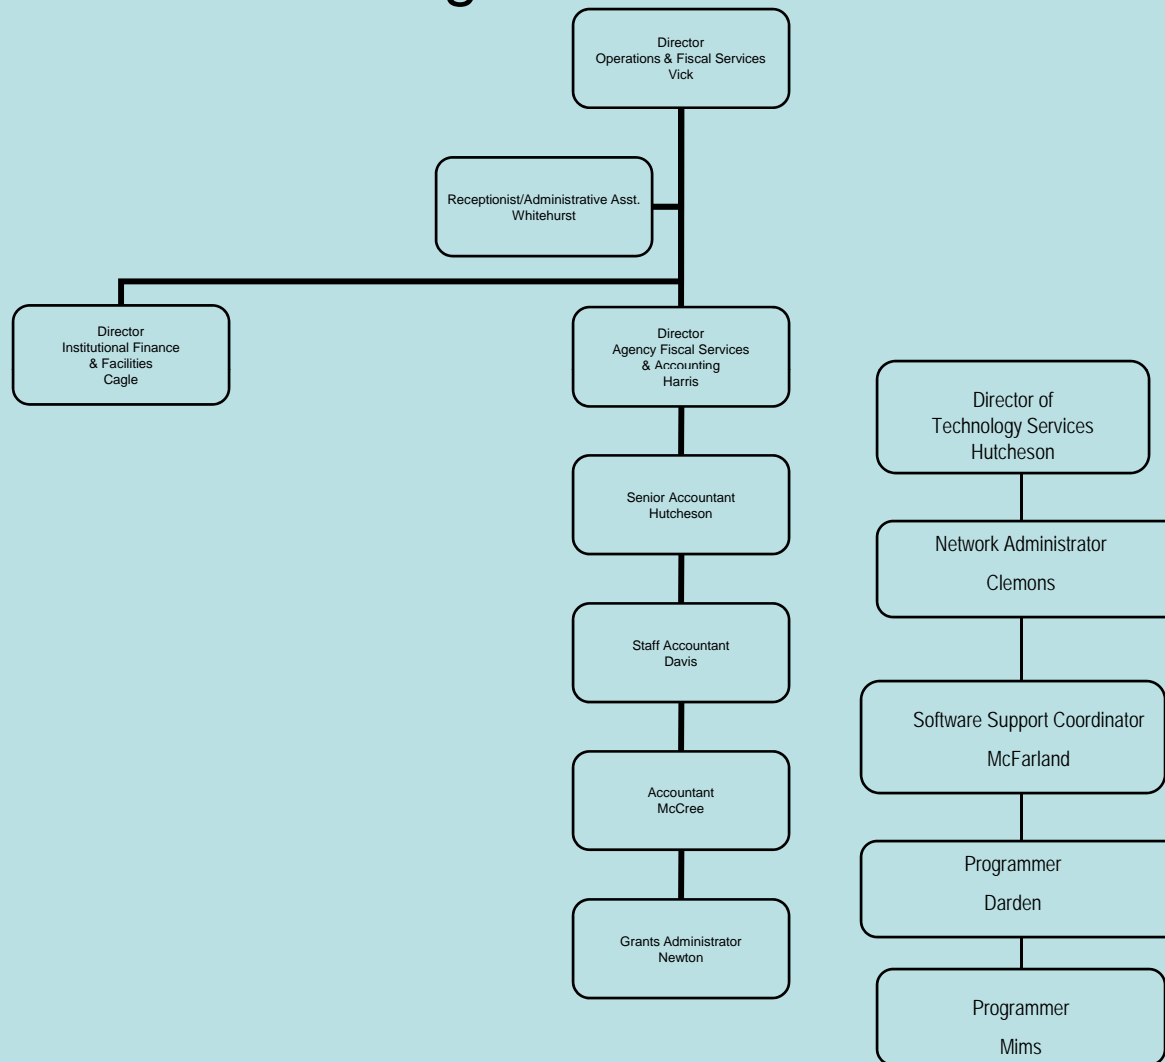 Director
Operations & Fiscal Services
Vick
Receptionist/Administrative Asst.
Whitehurst
Director
Institutional Finance
& Facilities
Cagle
Director
Agency Fiscal Services
& Accounting
Harris
Senior Accountant
Hutcheson
Staff Accountant
Davis
Accountant
McCree
Grants Administrator
Newton
Director of
Technology Services
Hutcheson
Network Administrator
Clemons
Software Support Coordinator
McFarland
Programmer
Darden
Programmer
Mims